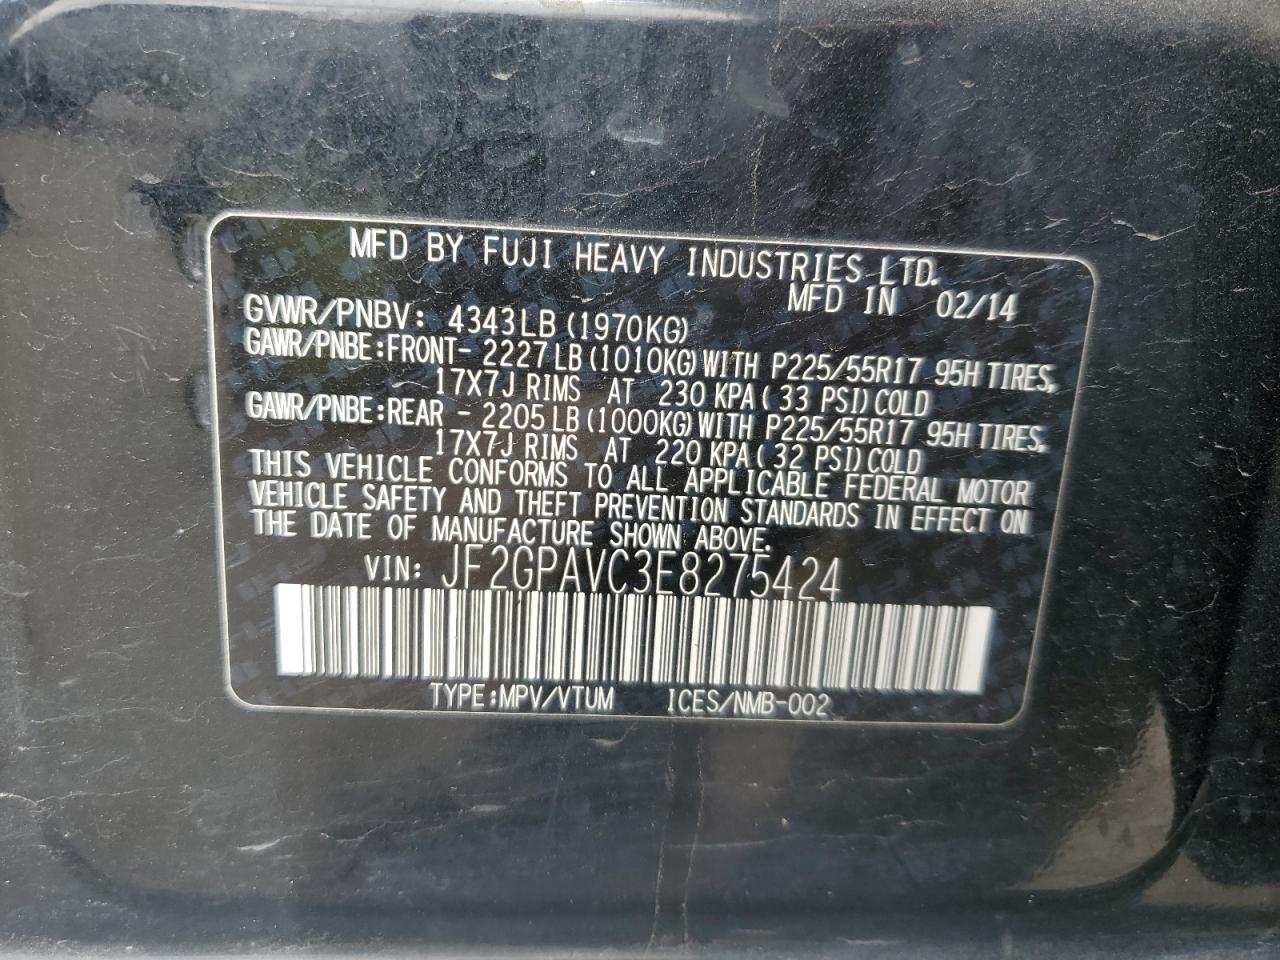 MFD BY FUJI HEAVY INDUSTRIES LTD.
MFD IN 02/14
GVWR/PNBV: 4343LB (1970KG)
GAWR/PNBE:FRONT- 2227 LB (1010KG) WITH P225/55R17 95H TIRES,
17X7J RIMS AT 230 KPA ( 33 PSI) COLD
GAWR/PNBE:REAR - 2205 LB (1000KG) WITH P225/55R17 95H TIRES,
17X7J RIMS AT 220 KPA ( 32 PSI) COLD
THIS VEHICLE CONFORMS TO ALL APPLICABLE FEDERAL MOTOR
VEHICLE SAFETY AND THEFT PREVENTION STANDARDS IN EFFECT ON
THE DATE OF MANUFACTURE SHOWN ABOVE.
VIN: JF2GPAVC3E8275424
TYPE:MPV/VTUM ICES/NMB-002